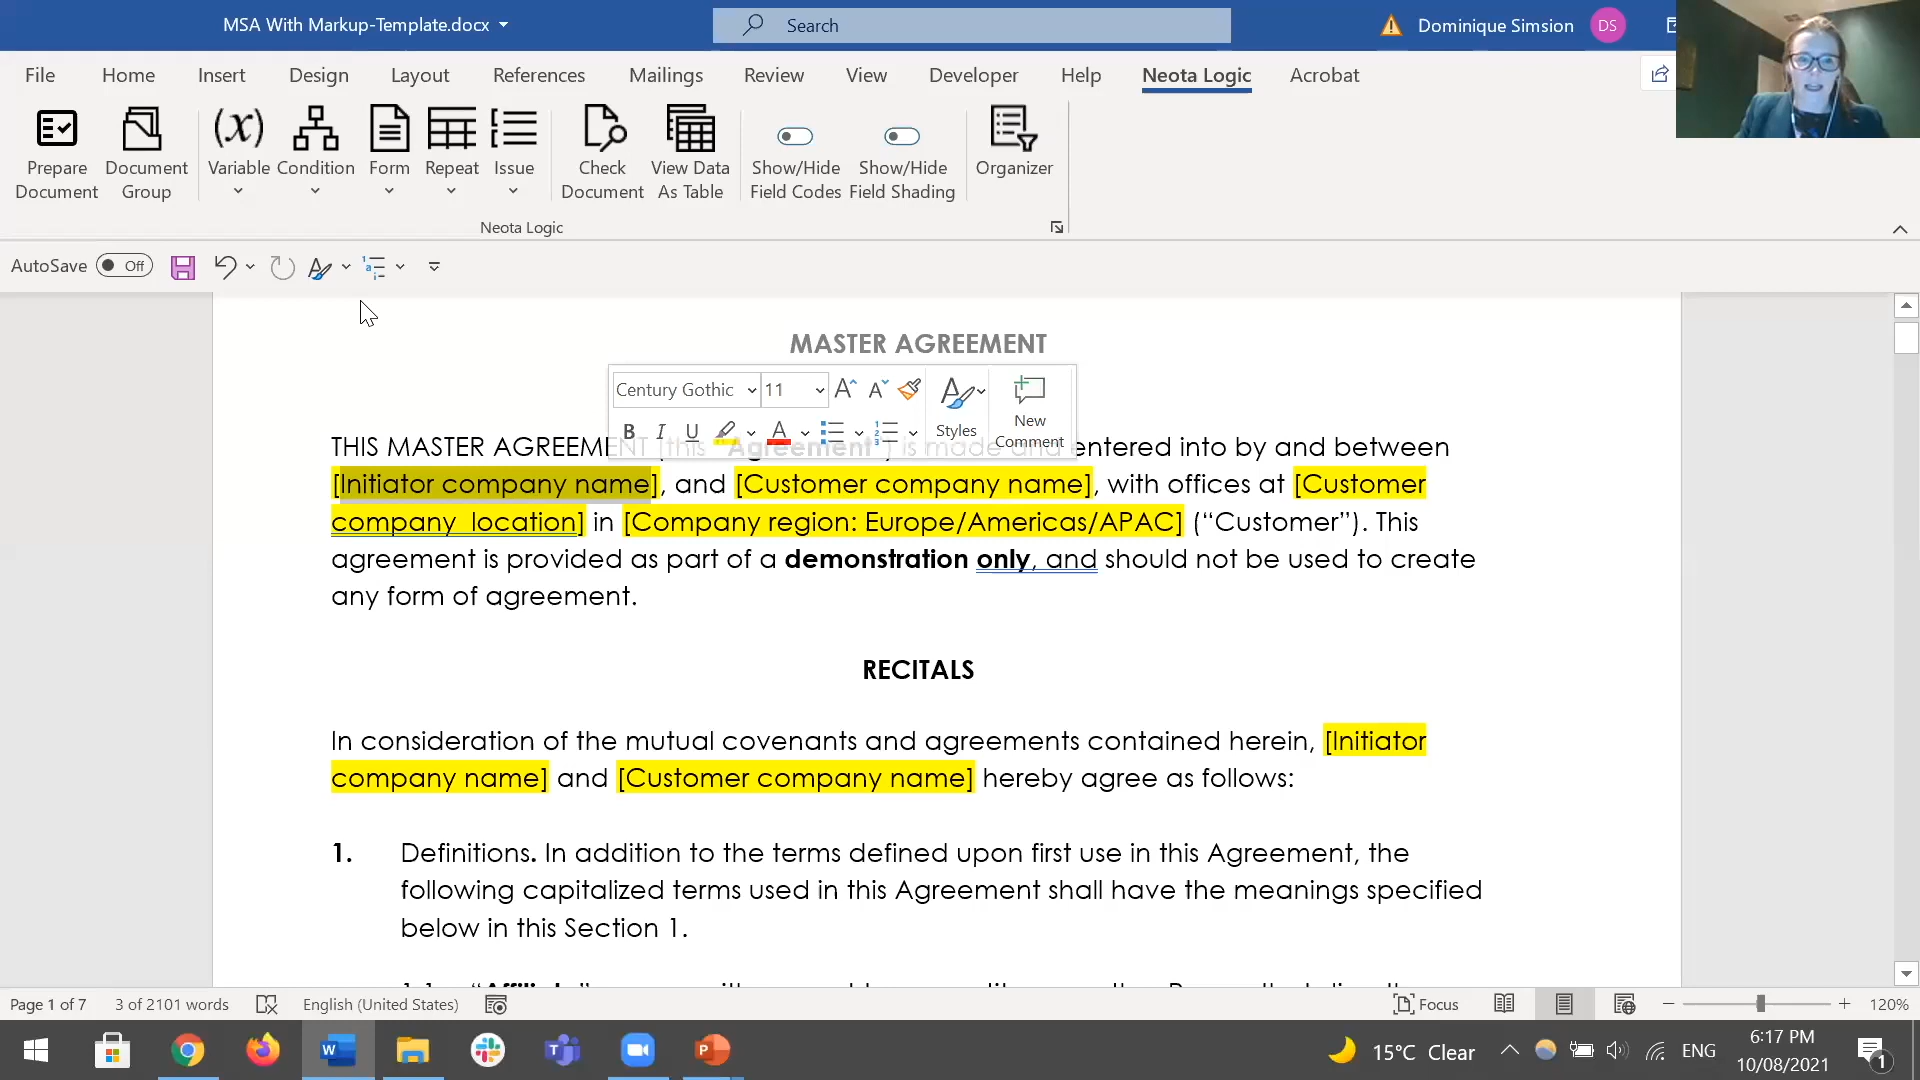 MSA With Markup-Template.docx
Search
Dominique Simsion
DS
File Home Insert Design Layout References Mailings Review View Developer Help Neota Logic Acrobat
Prepare Document
Document Group
(x)
Variable
Condition
Form
Repeat
Issue
Check Document
View Data As Table
Show/Hide Field Codes
Show/Hide Field Shading
Organizer
Neota Logic
AutoSave Off
MASTER AGREEMENT
Century Gothic 11
B I U
Styles
New Comment
THIS MASTER AGREEMENT (this "Agreement") is made and entered into by and between
[Initiator company name], and [Customer company name], with offices at [Customer
company  location] in [Company region: Europe/Americas/APAC] (“Customer”). This
agreement is provided as part of a demonstration only, and should not be used to create
any form of agreement.
RECITALS
In consideration of the mutual covenants and agreements contained herein, [Initiator
company name] and [Customer company name] hereby agree as follows:
1. Definitions. In addition to the terms defined upon first use in this Agreement, the
following capitalized terms used in this Agreement shall have the meanings specified
below in this Section 1.
Page 1 of 7 3 of 2101 words English (United States) Focus 120%
15°C Clear ENG 6:17 PM
10/08/2021
1